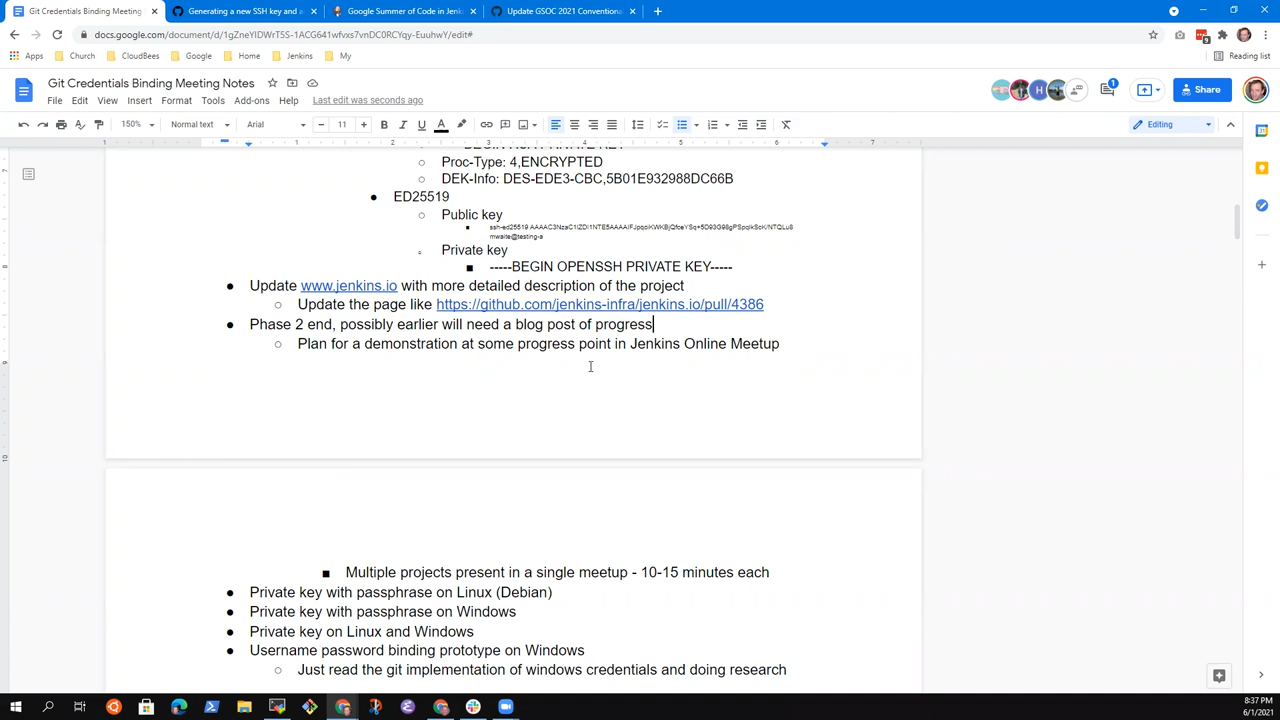 Git Credentials Binding Meeting
Generating a new SSH key and a
Google Summer of Code in Jenki
Update GSOC 2021 Conventiona
docs.google.com/document/d/1gZneYIDWrT5S-1ACG641wfvxs7vnDC0RCYqy-EuuhwY/edit#
Apps
Church
CloudBees
Google
Home
Jenkins
My
Reading list
Git Credentials Binding Meeting Notes
File Edit View Insert Format Tools Add-ons Help Last edit was seconds ago
Share
150% Normal text Arial 11 Editing
Proc-Type: 4,ENCRYPTED
DEK-Info: DES-EDE3-CBC,5B01E932988DC66B
ED25519
Public key
mwaite@testing-a
Private key
-----BEGIN OPENSSH PRIVATE KEY-----
Update www.jenkins.io with more detailed description of the project
Update the page like https://github.com/jenkins-infra/jenkins.io/pull/4386
Phase 2 end, possibly earlier will need a blog post of progress
Plan for a demonstration at some progress point in Jenkins Online Meetup
Multiple projects present in a single meetup - 10-15 minutes each
Private key with passphrase on Linux (Debian)
Private key with passphrase on Windows
Private key on Linux and Windows
Username password binding prototype on Windows
Just read the git implementation of windows credentials and doing research
8:37 PM
6/1/2021